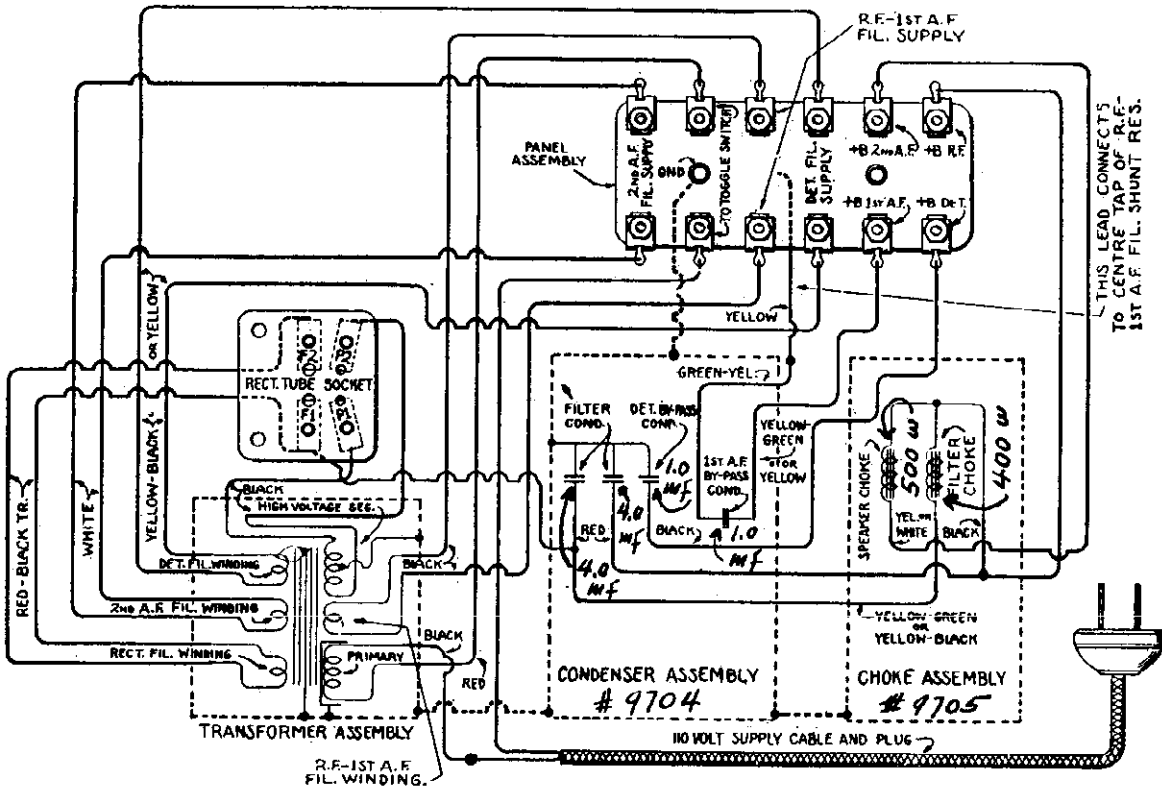 R.F.-1ST A.F.
FIL. SUPPLY
THIS LEAD CONNECTS
TO CENTRE TAP OF R.F.-
1ST A.F. FIL. SHUNT RES.
PANEL
ASSEMBLY
2ND A.F.
FIL. SUPPLY
GND
TO TOGGLE SWITCH
DET. FIL.
SUPPLY
+B 2ND A.F.
+B R.F.
+B 1ST A.F.
+B DET.
YELLOW
OR YELLOW
RECT. TUBE SOCKET
F2
P2
F1
GREEN-YEL.
FILTER
COND.
DET. BY-PASS
COND.
YELLOW-
GREEN
OR
YELLOW
1ST A.F.
BY-PASS
COND.
1.0
mf
4.0
mf
4.0
mf
1.0
mf
RED
BLACK
SPEAKER CHOKE
500 ω
FILTER
CHOKE
400 ω
YEL. OR
WHITE
BLACK
RED-BLACK TR.
WHITE
YELLOW-BLACK
BLACK
HIGH VOLTAGE SEC.
DET. FIL. WINDING
2ND A.F. FIL. WINDING
RECT. FIL. WINDING
PRIMARY
BLACK
BLACK
RED
YELLOW-GREEN
OR
YELLOW-BLACK
CONDENSER ASSEMBLY
# 9704
CHOKE ASSEMBLY
# 9705
TRANSFORMER ASSEMBLY
110 VOLT SUPPLY CABLE AND PLUG
R.F.-1ST A.F.
FIL. WINDING.